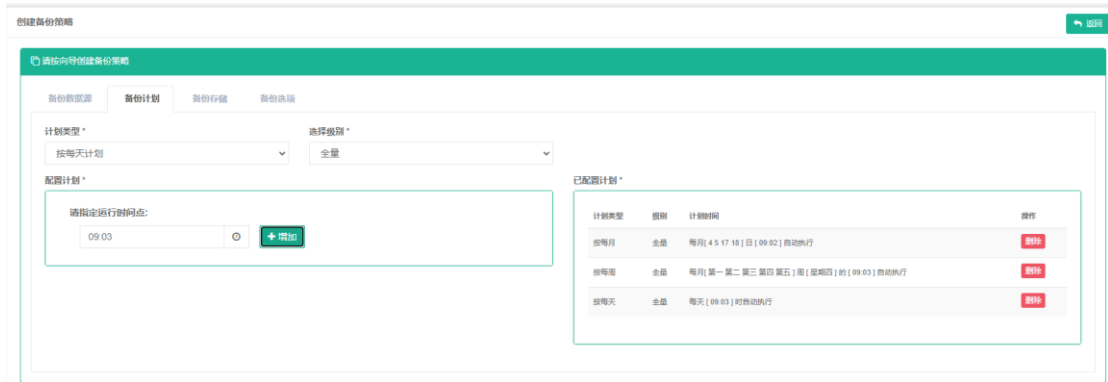 创建备份策略
返回
请按向导创建备份策略
备份数据源 备份计划 备份存储 备份选项
计划类型 * 选择级别 *
按每天计划 全量
配置计划 * 已配置计划 *
请指定运行时间点:
09:03 增加
计划类型 级别 计划时间 操作
按每月 全量 每月[ 4 5 17 18 ] 日 [ 09:02 ] 自动执行 删除
按每周 全量 每月[ 第一 第二 第三 第四 第五 ] 周 [ 星期四 ] 的 [ 09:03 ] 自动执行 删除
按每天 全量 每天 [ 09:03 ] 时自动执行 删除